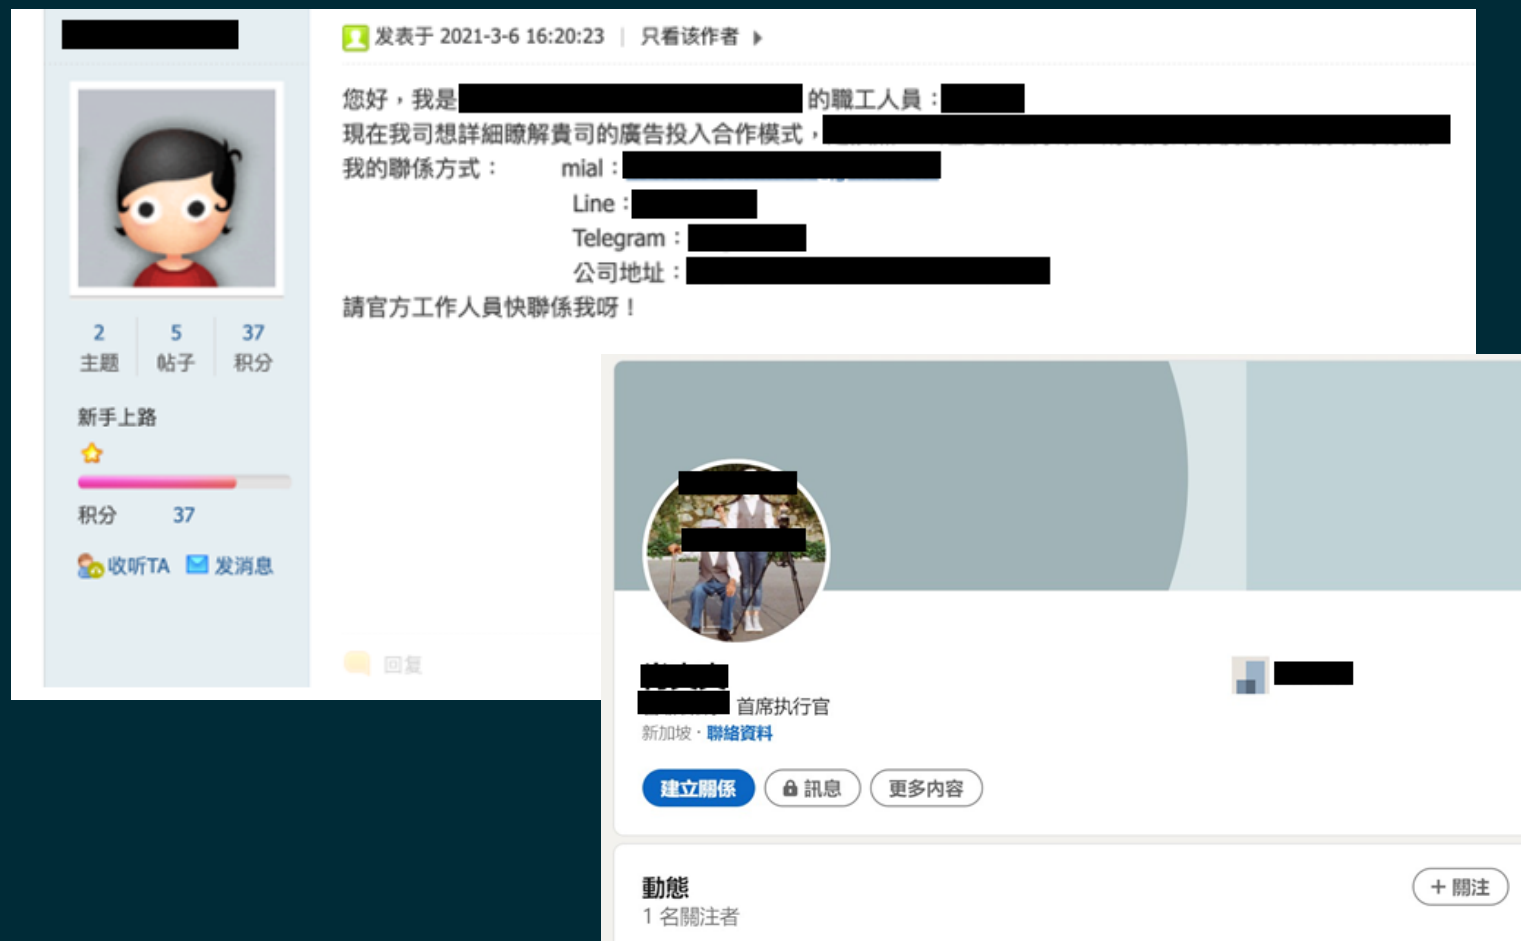 发表于 2021-3-6 16:20:23 | 只看该作者
您好，我是 的職工人員：
現在我司想詳細瞭解貴司的廣告投入合作模式，
我的聯係方式： mial：
Line：
Telegram：
公司地址：
請官方工作人員快聯係我呀！
2 5 37
主题 帖子 积分
新手上路
积分 37
收听TA 发消息
回复
首席执行官
新加坡 · 聯絡資料
建立關係 訊息 更多内容
動態
+ 關注
1 名關注者